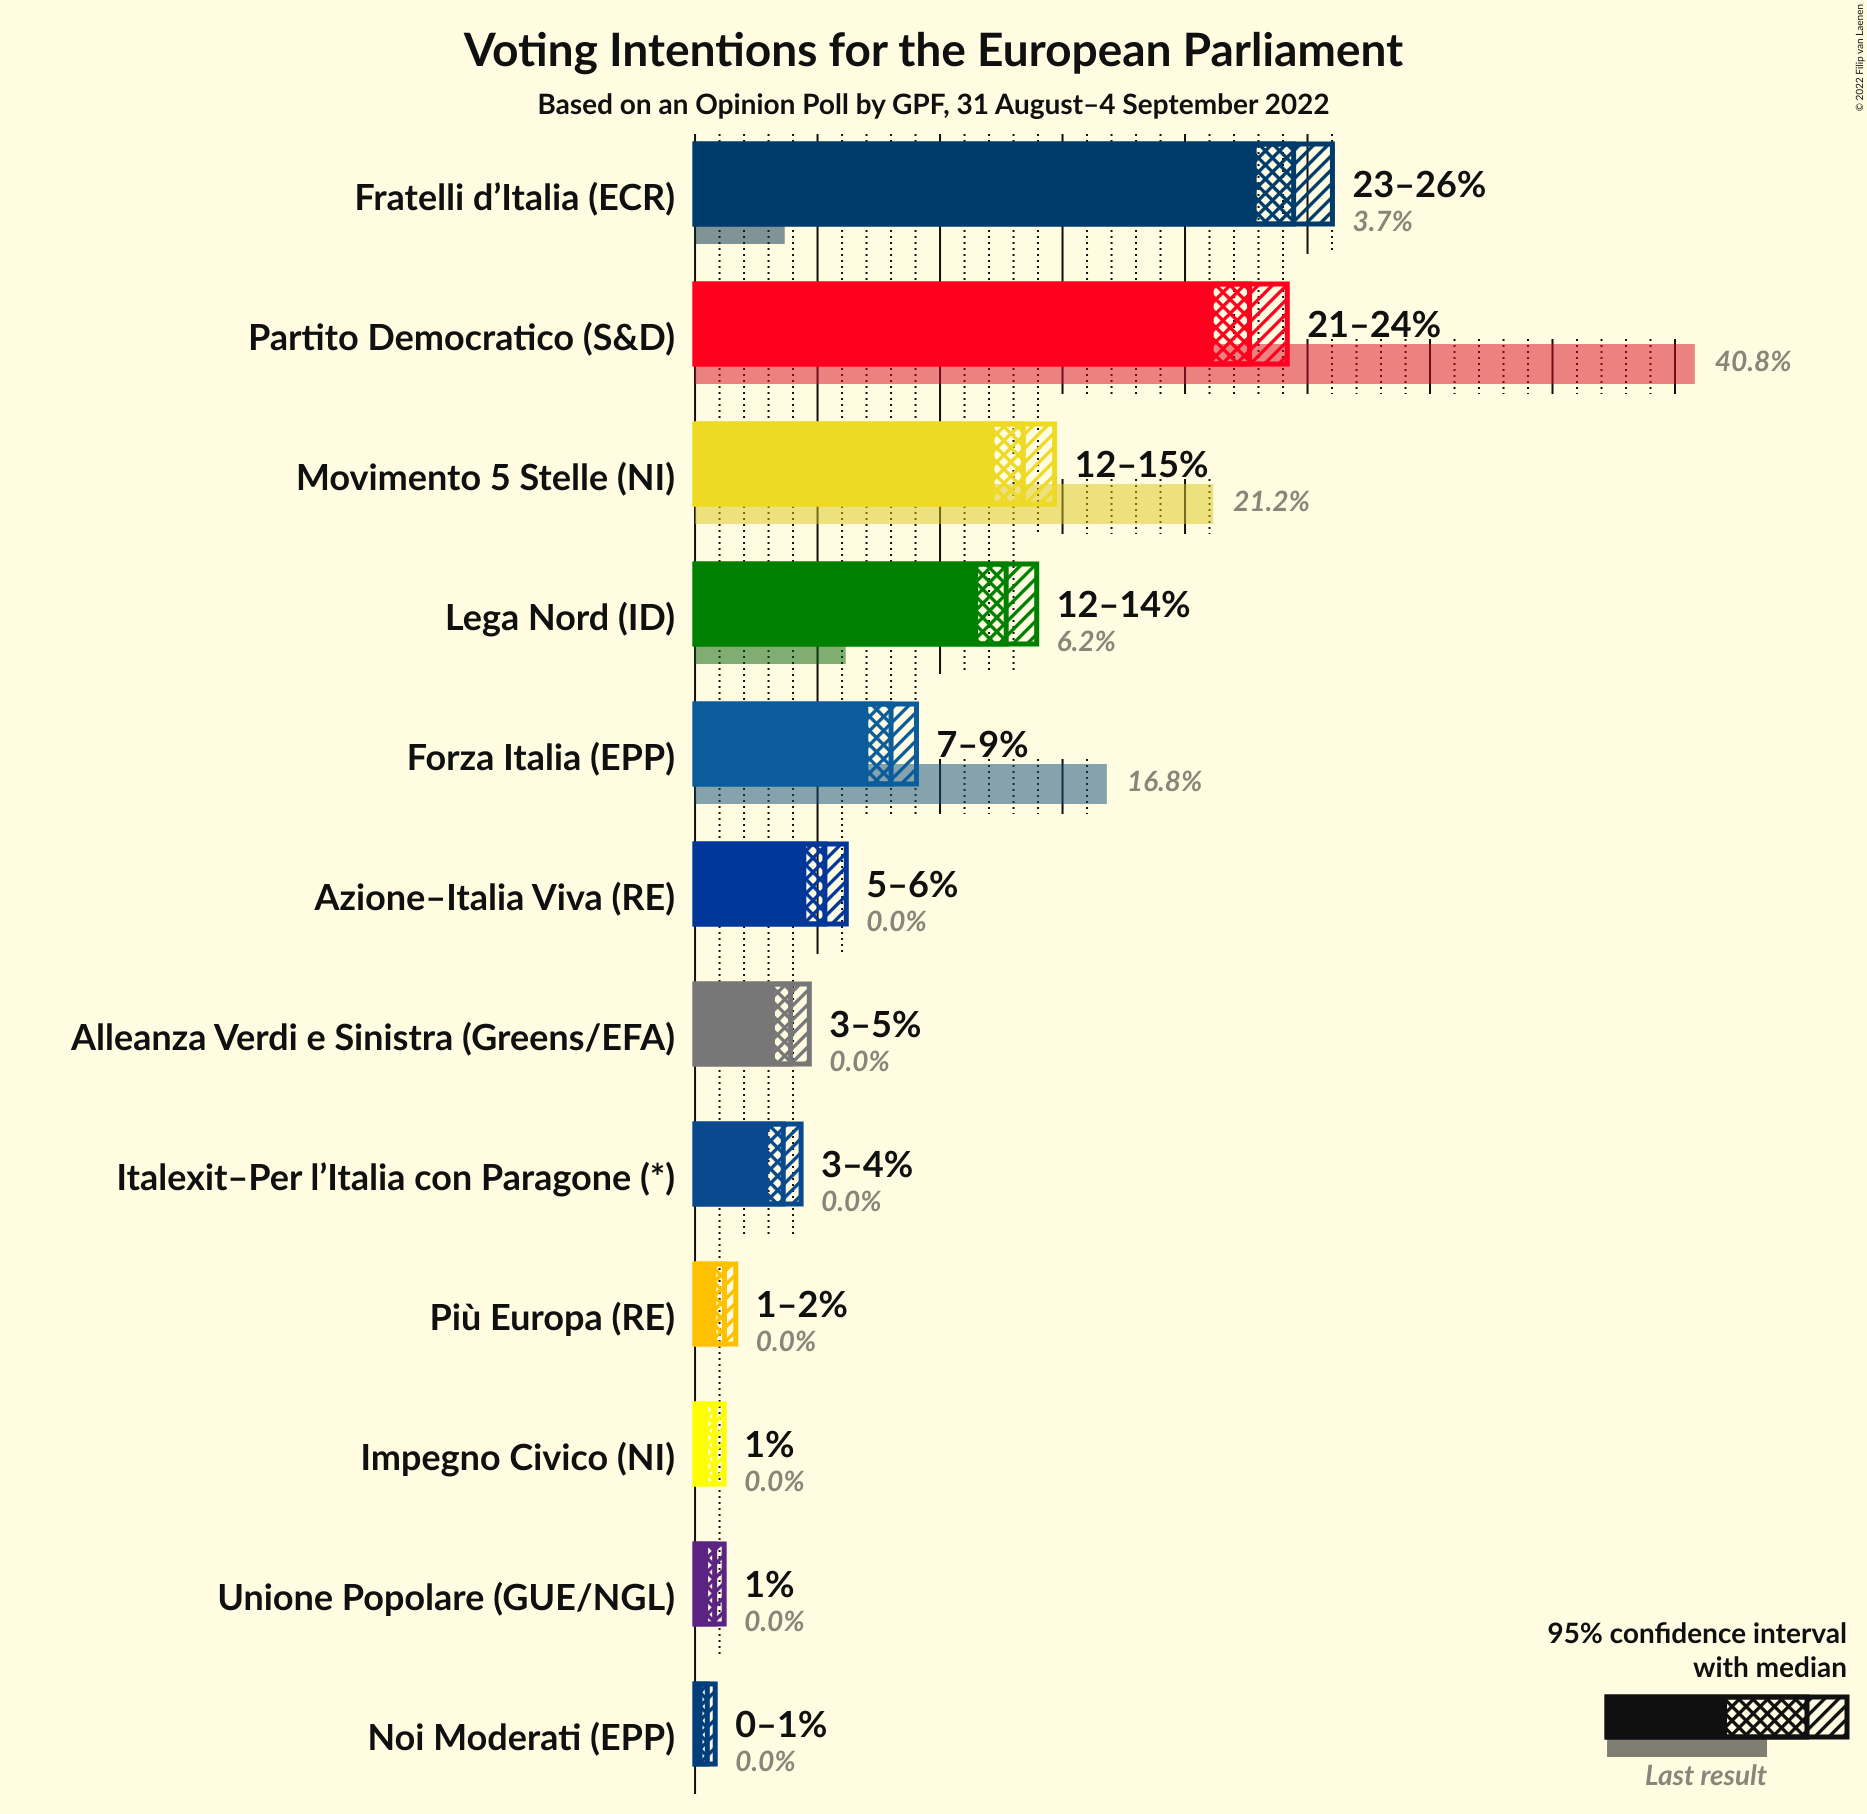 Voting Intentions for the European Parliament
Based on an Opinion Poll by GPF, 31 August–4 September 2022
© 2022 Filip van Laenen
Fratelli d’Italia (ECR)
23–26%
3.7%
Partito Democratico (S&D)
21–24%
40.8%
Movimento 5 Stelle (NI)
12–15%
21.2%
Lega Nord (ID)
12–14%
6.2%
Forza Italia (EPP)
7–9%
16.8%
Azione–Italia Viva (RE)
5–6%
0.0%
Alleanza Verdi e Sinistra (Greens/EFA)
3–5%
0.0%
Italexit–Per l’Italia con Paragone (*)
3–4%
0.0%
Più Europa (RE)
1–2%
0.0%
Impegno Civico (NI)
1%
0.0%
Unione Popolare (GUE/NGL)
1%
0.0%
Noi Moderati (EPP)
0–1%
0.0%
95% confidence interval
with median
Last result